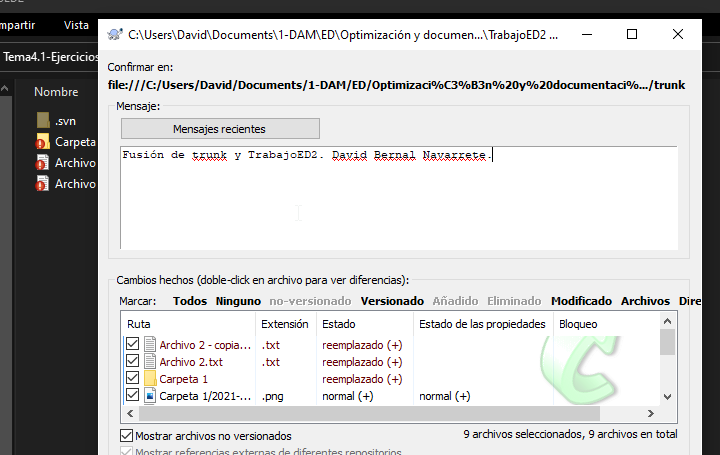 mpartir Vista
C:\Users\David\Documents\1-DAM\ED\Optimización y documen...\TrabajoED2 ...
Tema4.1-Ejercicios
Confirmar en:
file:///C:/Users/David/Documents/1-DAM/ED/Optimizaci%C3%B3n%20y%20documentaci%.../trunk
Nombre
Mensaje:
.svn
Mensajes recientes
Carpeta
Archivo
Archivo
Fusión de trunk y TrabajoED2. David Bernal Navarrete.
Cambios hechos (doble-click en archivo para ver diferencias):
Marcar: Todos Ninguno no-versionado Versionado Añadido Eliminado Modificado Archivos Dire
Ruta Extensión Estado Estado de las propiedades Bloqueo
Archivo 2 - copia... .txt reemplazado (+)
Archivo 2.txt .txt reemplazado (+)
Carpeta 1 reemplazado (+)
Carpeta 1/2021-... .png normal (+) normal (+)
Mostrar archivos no versionados 9 archivos seleccionados, 9 archivos en total
Mostrar referencias externas de diferentes repositorios